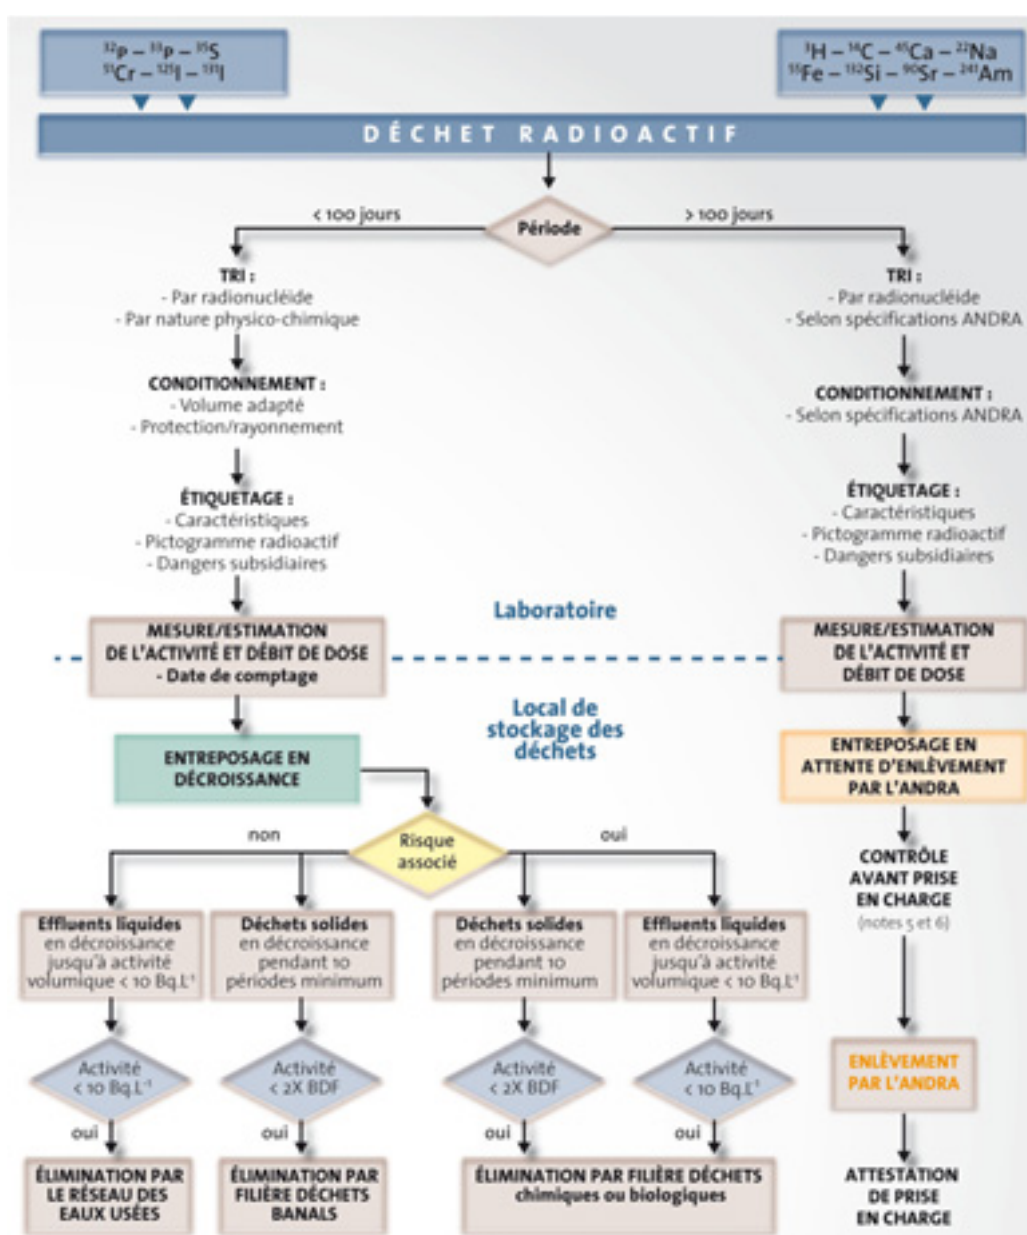 ³²P – ³³P – ³⁵S
⁵¹Cr – ¹²⁵I – ¹³¹I
³H – ¹⁴C – ⁴⁵Ca – ²²Na
⁵⁵Fe – ¹³²Si – ⁹⁰Sr – ²⁴¹Am
DÉCHET RADIOACTIF
< 100 jours
Période
> 100 jours
TRI :
- Par radionucléide
- Par nature physico-chimique
CONDITIONNEMENT :
- Volume adapté
- Protection/rayonnement
ÉTIQUETAGE :
- Caractéristiques
- Pictogramme radioactif
- Dangers subsidiaires
MESURE/ESTIMATION
DE L'ACTIVITÉ ET DÉBIT DE DOSE
- Date de comptage
TRI :
- Par radionucléide
- Selon spécifications ANDRA
CONDITIONNEMENT :
- Selon spécifications ANDRA
ÉTIQUETAGE :
- Caractéristiques
- Pictogramme radioactif
- Dangers subsidiaires
MESURE/ESTIMATION
DE L'ACTIVITÉ ET
DÉBIT DE DOSE
Laboratoire
Local de
stockage des
déchets
ENTREPOSAGE EN
DÉCROISSANCE
ENTREPOSAGE EN
ATTENTE D'ENLÈVEMENT
PAR L'ANDRA
non
Risque
associé
oui
Effluents liquides
en décroissance
jusqu'à activité
volumique < 10 Bq.L⁻¹
Déchets solides
en décroissance
pendant 10
périodes minimum
Déchets solides
en décroissance
pendant 10
périodes minimum
Effluents liquides
en décroissance
jusqu'à activité
volumique < 10 Bq.L⁻¹
CONTRÔLE
AVANT PRISE
EN CHARGE
(notes 5 et 6)
Activité
< 10 Bq.L⁻¹
Activité
< 2X BDF
Activité
< 2X BDF
Activité
< 10 Bq.L⁻¹
ENLÈVEMENT
PAR L'ANDRA
oui
oui
oui
oui
ÉLIMINATION PAR
LE RÉSEAU DES
EAUX USÉES
ÉLIMINATION PAR
FILIÈRE DÉCHETS
BANALS
ÉLIMINATION PAR FILIÈRE DÉCHETS
chimiques ou biologiques
ATTESTATION
DE PRISE
EN CHARGE